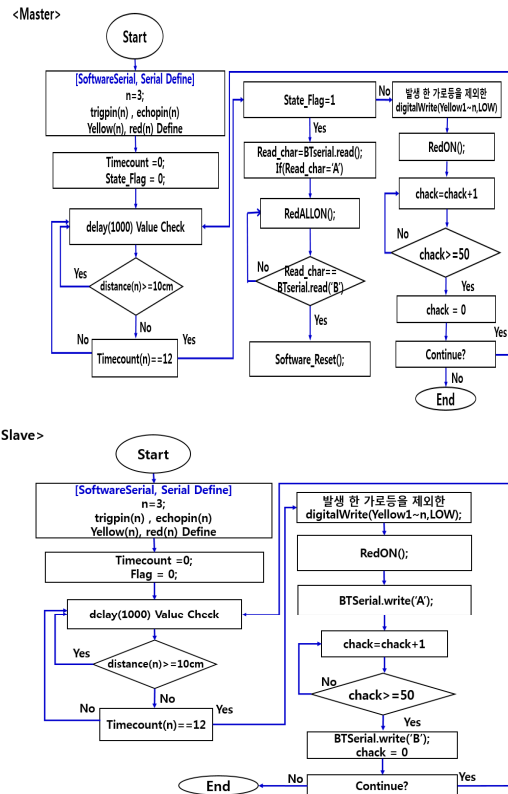 <Master>
Start
[SoftwareSerial, Serial Define]
n=3;
trigpin(n) , echopin(n)
Yellow(n), red(n) Define
Timecount =0;
State_Flag = 0;
delay(1000) Value Check
Yes
distance(n)>=10cm
No
No
Yes
Timecount(n)==12
State_Flag=1
No
Yes
Read_char=BTserial.read();
If(Read_char='A')
RedALLON();
No
Read_char==
BTserial.read('B')
Yes
Software_Reset();
발생 한 가로등을 제외한
digitalWrite(Yellow1~n,LOW)
RedON();
chack=chack+1
No
chack>=50
Yes
chack = 0
Yes
Continue?
No
End
Slave>
Start
[SoftwareSerial, Serial Define]
n=3;
trigpin(n) , echopin(n)
Yellow(n), red(n) Define
Timecount =0;
Flag = 0;
delay(1000) Value Check
Yes
distance(n)>=10cm
No
No
Yes
Timecount(n)==12
발생 한 가로등을 제외한
digitalWrite(Yellow1~n,LOW);
RedON();
BTSerial.write('A');
chack=chack+1
No
chack>=50
Yes
BTSerial.write('B');
chack = 0
End
No
Continue?
Yes